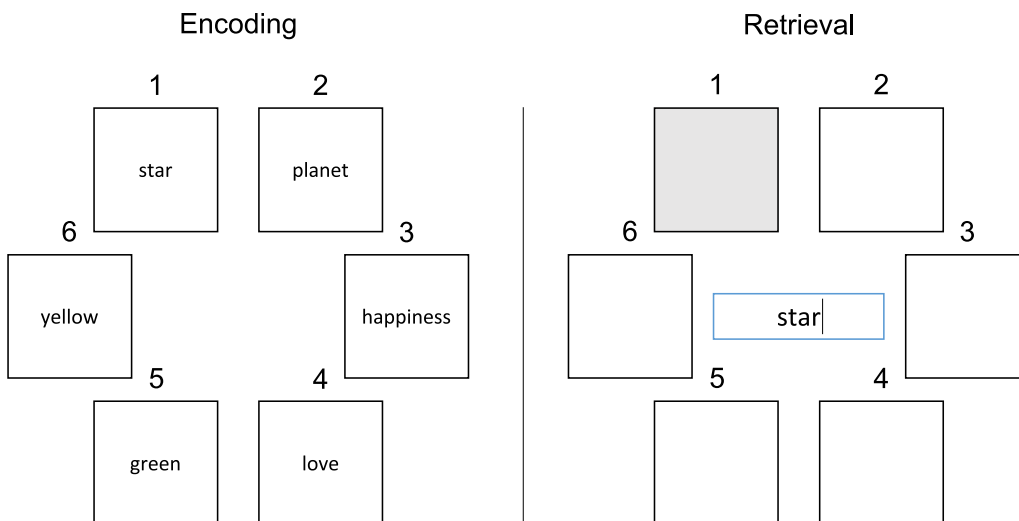 Encoding
1
2
star
planet
6
3
yellow
happiness
5
4
green
love
Retrieval
1
2
6
3
star
5
4